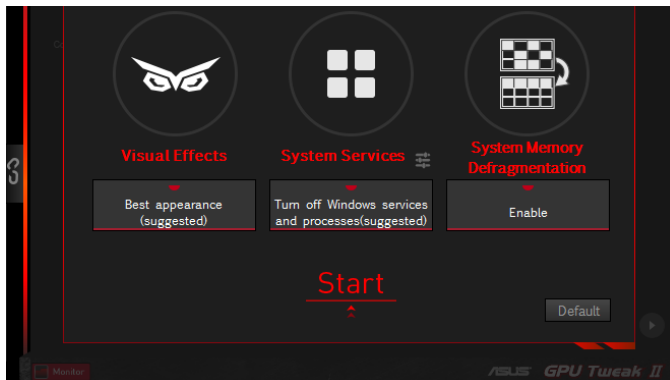 Visual Effects
System Services
System Memory
Defragmentation
Best appearance
(suggested)
Turn off Windows services
and processes(suggested)
Enable
Start
Default
Monitor
ASUS GPU Tweak II